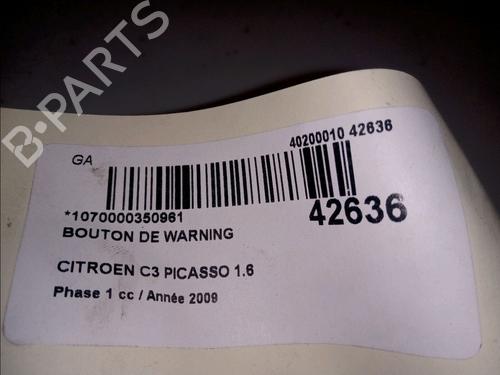 B-PARTS
40200010 42636
GA
*1070000350961
42636
BOUTON DE WARNING
CITROEN C3 PICASSO 1.6
Phase 1 cc / Année 2009